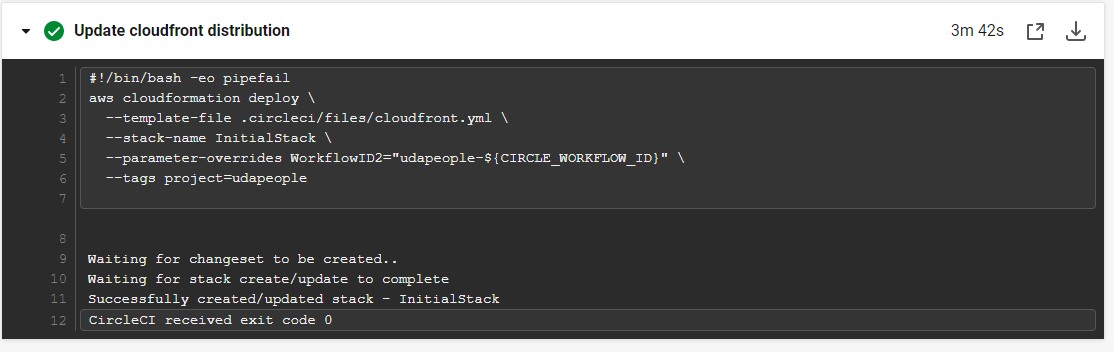 Update cloudfront distribution 3m 42s
1 #!/bin/bash -eo pipefail
2 aws cloudformation deploy \
3 --template-file .circleci/files/cloudfront.yml \
4 --stack-name InitialStack \
5 --parameter-overrides WorkflowID2="udapeople-${CIRCLE_WORKFLOW_ID}" \
6 --tags project=udapeople
7
8
9 Waiting for changeset to be created..
10 Waiting for stack create/update to complete
11 Successfully created/updated stack - InitialStack
12 CircleCI received exit code 0